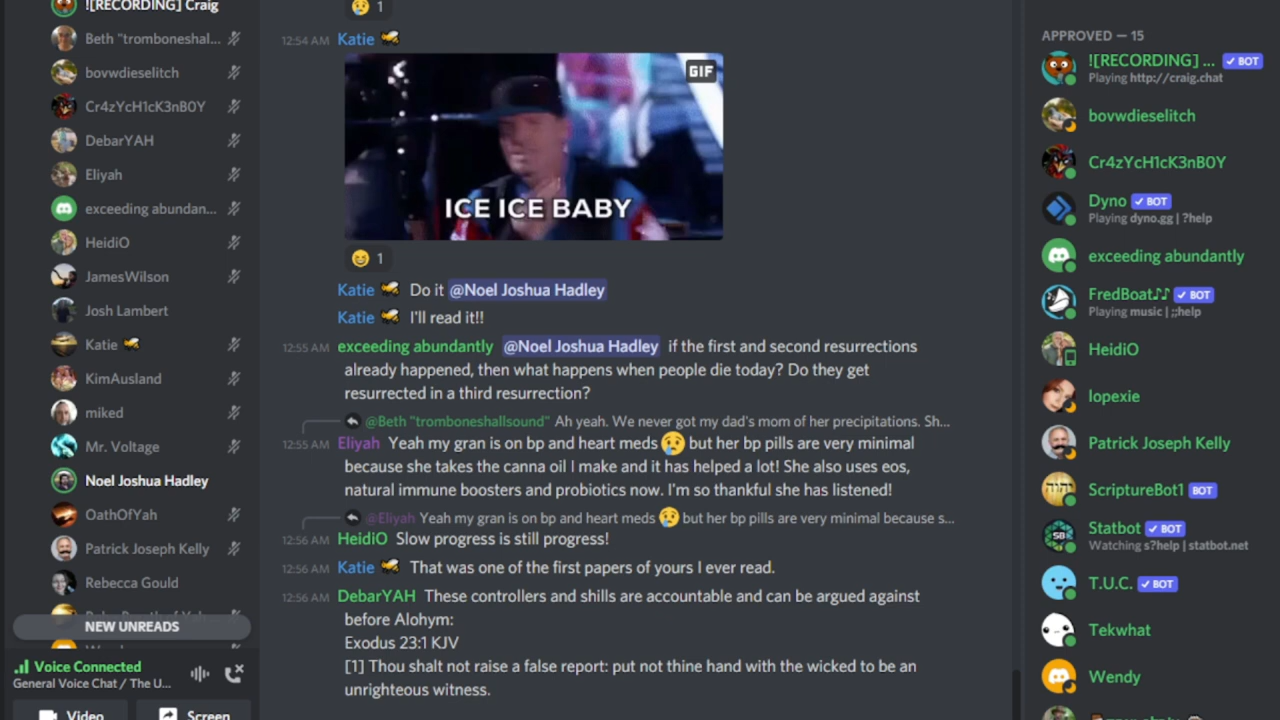 ![RECORDING] Craig
Beth "tromboneshal...
bovwdieselitch
Cr4zYcH1cK3nB0Y
DebarYAH
Eliyah
exceeding abundan...
HeidiO
JamesWilson
Josh Lambert
Katie
KimAusland
miked
Mr. Voltage
Noel Joshua Hadley
OathOfYah
Patrick Joseph Kelly
Rebecca Gould
NEW UNREADS
Voice Connected
General Voice Chat / The U...
Video
Screen
😢 1
12:54 AM Katie 🐝
GIF
ICE ICE BABY
😆 1
Katie 🐝 Do it @Noel Joshua Hadley
Katie 🐝 I'll read it!!
12:55 AM exceeding abundantly @Noel Joshua Hadley if the first and second resurrections
already happened, then what happens when people die today? Do they get
resurrected in a third resurrection?
@Beth "tromboneshallsound" Ah yeah. We never got my dad's mom of her precipitations. Sh...
12:55 AM Eliyah Yeah my gran is on bp and heart meds 😢 but her bp pills are very minimal
because she takes the canna oil I make and it has helped a lot! She also uses eos,
natural immune boosters and probiotics now. I'm so thankful she has listened!
@Eliyah Yeah my gran is on bp and heart meds 😢 but her bp pills are very minimal because s...
12:56 AM HeidiO Slow progress is still progress!
12:56 AM Katie 🐝 That was one of the first papers of yours I ever read.
12:56 AM DebarYAH These controllers and shills are accountable and can be argued against
before Alohym:
Exodus 23:1 KJV
[1] Thou shalt not raise a false report: put not thine hand with the wicked to be an
unrighteous witness.
APPROVED — 15
![RECORDING] ... ✓ BOT
Playing http://craig.chat
bovwdieselitch
Cr4zYcH1cK3nB0Y
Dyno ✓ BOT
Playing dyno.gg | ?help
exceeding abundantly
FredBoat♪♪ ✓ BOT
Playing music | ;;help
HeidiO
lopexie
Patrick Joseph Kelly
יהוה
ScriptureBot1 BOT
SB
Statbot ✓ BOT
Watching s?help | statbot.net
T.U.C. ✓ BOT
Tekwhat
Wendy